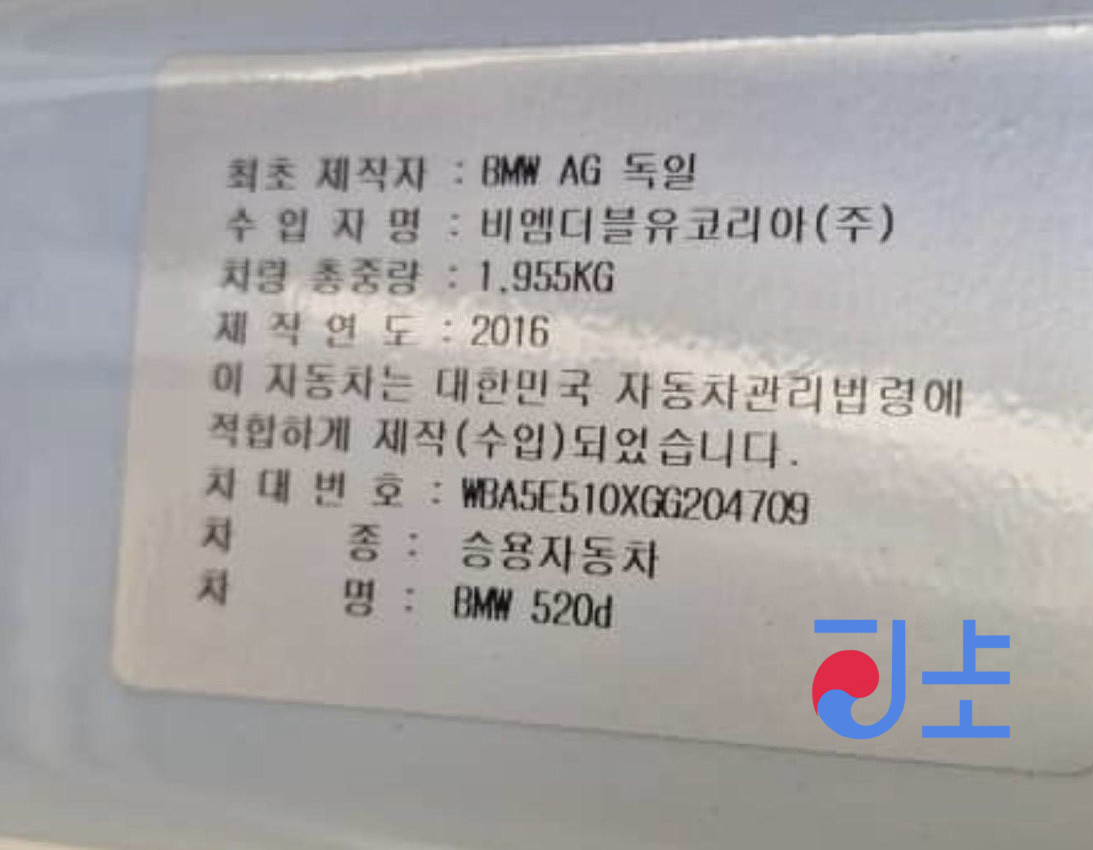 최초 제작자 : BMW AG 독일
수 입 자 명 : 비엠더블유코리아(주)
차량 총중량 : 1,955KG
제 작 연 도 : 2016
이 자동차는 대한민국 자동차관리법령에
적합하게 제작(수입)되었습니다.
차 대 번 호 : WBA5E510XGG204709
차 종 : 승용자동차
차 명 : BMW 520d